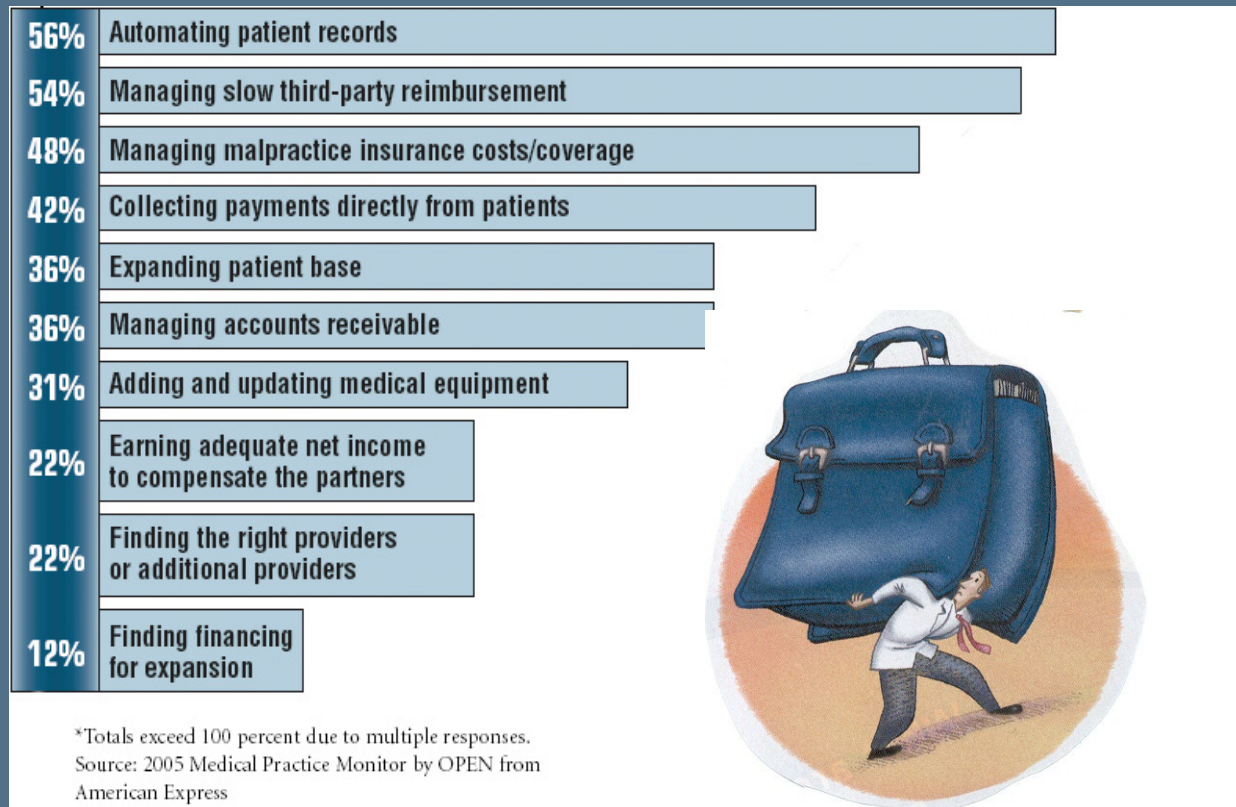 56% Automating patient records
54% Managing slow third-party reimbursement
48% Managing malpractice insurance costs/coverage
42% Collecting payments directly from patients
36% Expanding patient base
36% Managing accounts receivable
31% Adding and updating medical equipment
22% Earning adequate net income
to compensate the partners
22% Finding the right providers
or additional providers
12% Finding financing
for expansion
*Totals exceed 100 percent due to multiple responses.
Source: 2005 Medical Practice Monitor by OPEN from
American Express